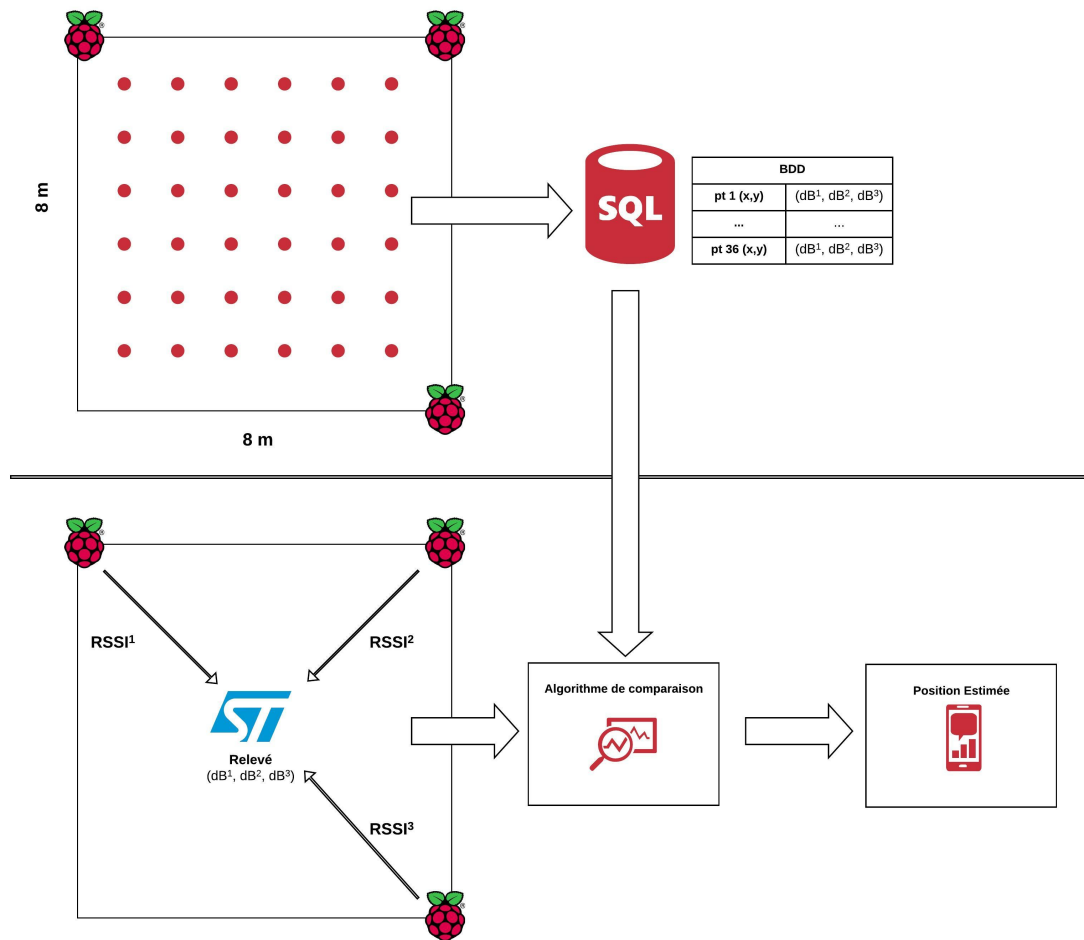 8 m
8 m
SQL
BDD
pt 1 (x,y) (dB¹, dB², dB³)
... ...
pt 36 (x,y) (dB¹, dB², dB³)
RSSI¹
RSSI²
ST
Relevé
(dB¹, dB², dB³)
RSSI³
Algorithme de comparaison
Position Estimée